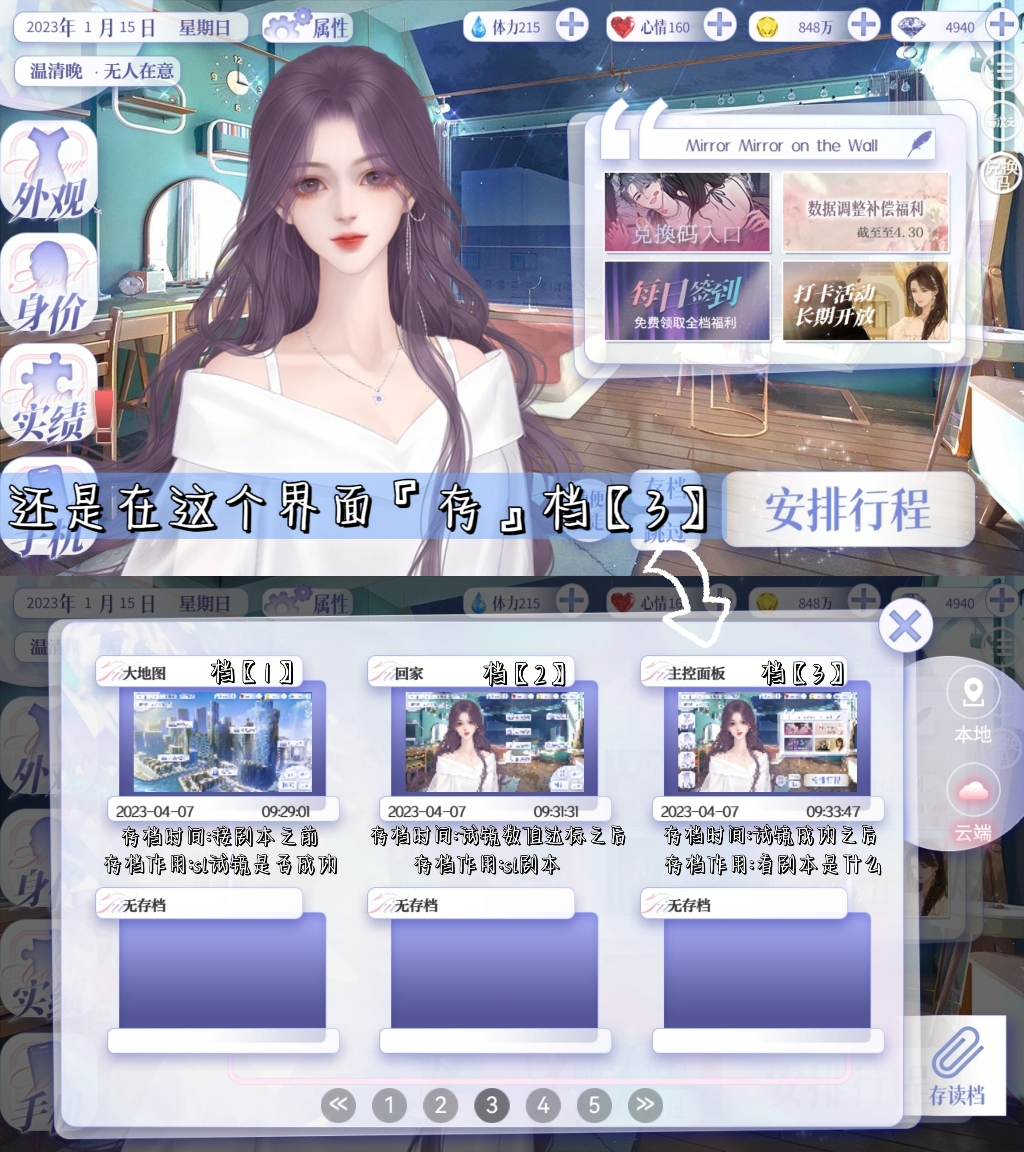 2023年 1 月 15 日 星期日
属性
体力215
心情160
848万
4940
温清晚 · 无人在意
外观
身价
实绩
手机
Mirror Mirror on the Wall
兑换码入口
数据调整补偿福利
截至至4.30
每日签到
免费领取全档福利
打卡活动
长期开放
兑换码
存档
跳过
还是在这个界面『存』档【3】
安排行程
2023年 1 月 15 日 星期日
属性
体力215
848万
4940
大地图 档【1】
回家 档【2】
主控面板 档【3】
2023-04-07 09:29:01
2023-04-07 09:31:31
2023-04-07 09:33:47
存档时间:接剧本之前
存档作用:sl试镜是否成功
存档时间:试镜数值达标之后
存档作用:sl剧本
存档时间:试镜成功之后
存档作用:看剧本是什么
无存档
无存档
无存档
本地
云端
存读档
« 1 2 3 4 5 »